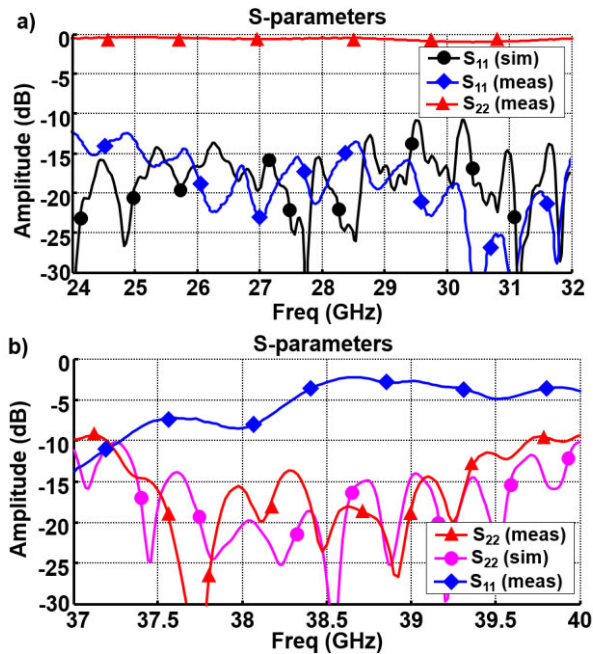 a)
S-parameters
0
-5
-10
-15
-20
-25
-30
Amplitude (dB)
S11 (sim)
S11 (meas)
S22 (meas)
24 25 26 27 28 29 30 31 32
Freq (GHz)
b)
S-parameters
0
-5
-10
-15
-20
-25
-30
Amplitude (dB)
S22 (meas)
S22 (sim)
S11 (meas)
37 37.5 38 38.5 39 39.5 40
Freq (GHz)